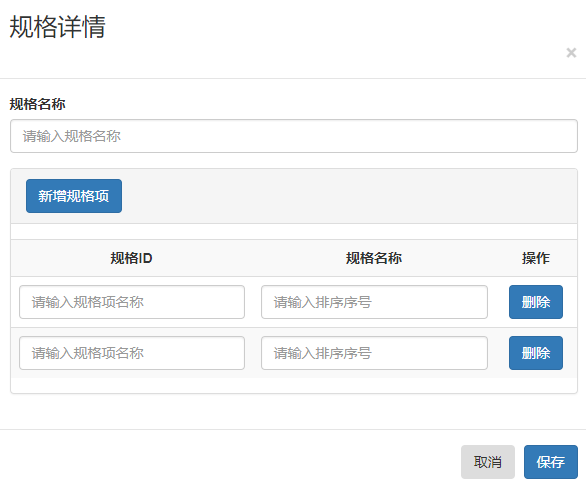 规格详情
×
规格名称
请输入规格名称
新增规格项
规格ID 规格名称 操作
请输入规格项名称 请输入排序序号 删除
请输入规格项名称 请输入排序序号 删除
取消 保存